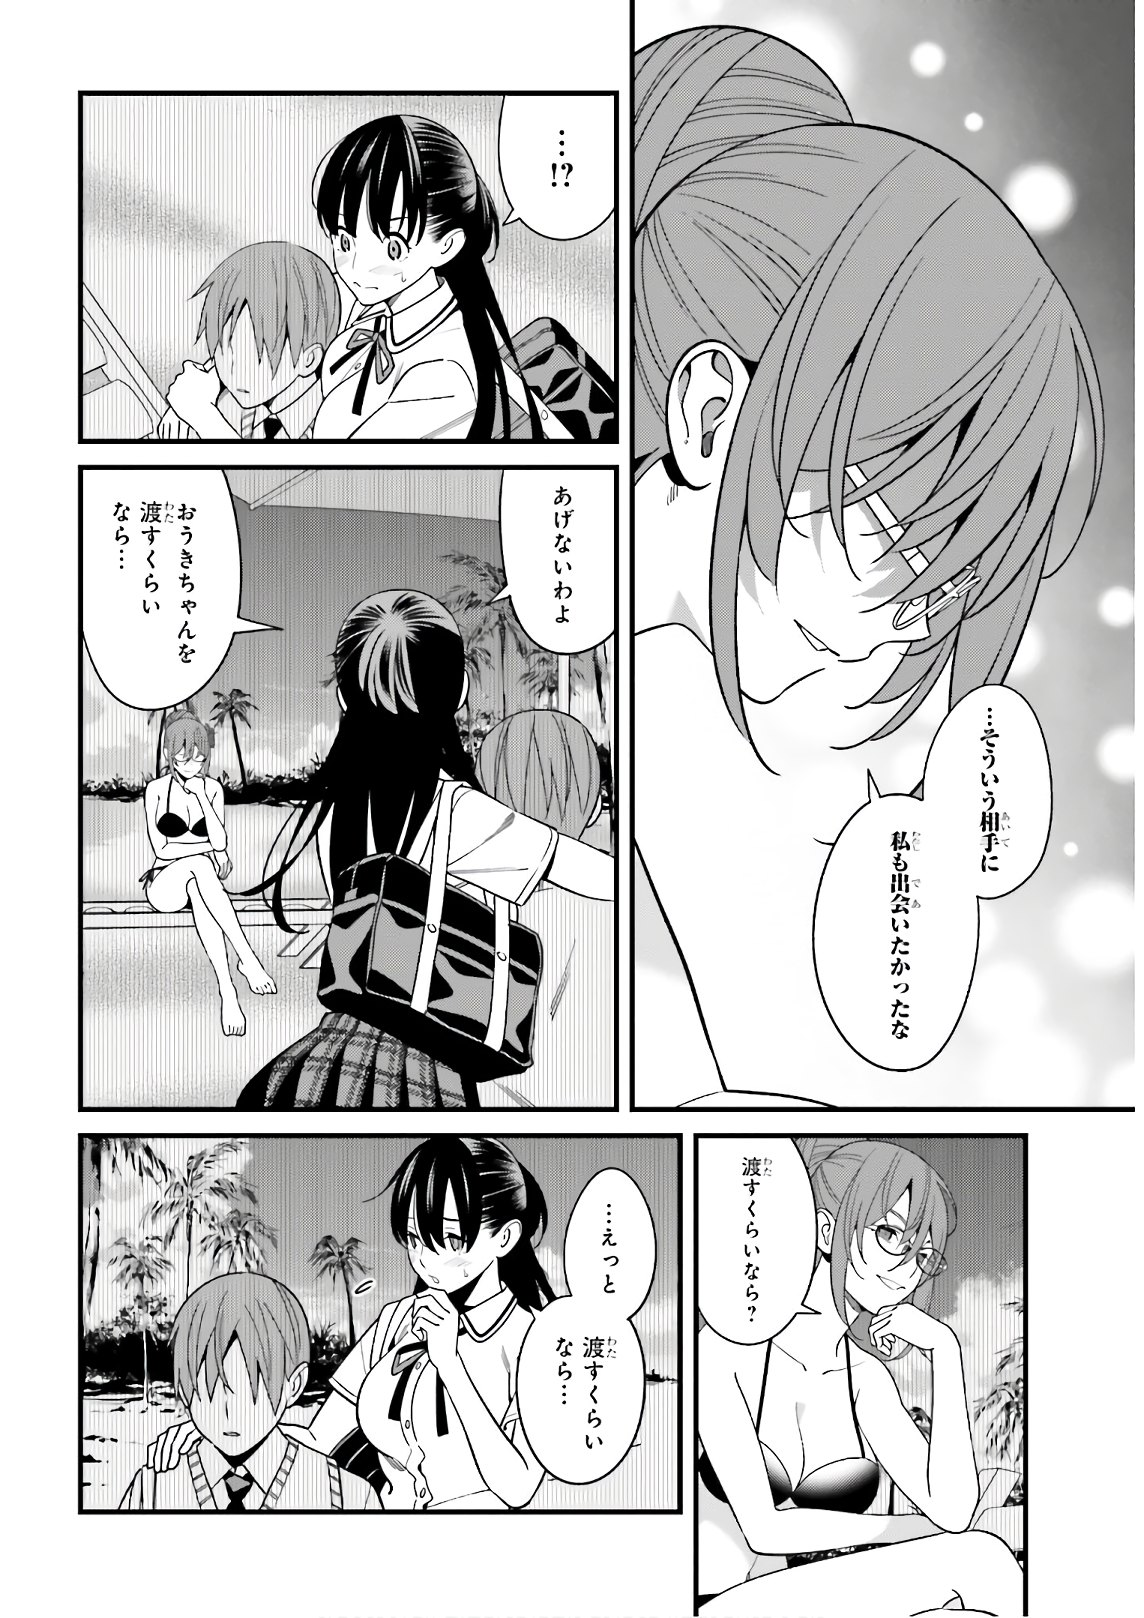 …そういう相手に
私も出会いたかったな
…
!?
あげないわよ
おうきちゃんを
渡すくらい
なら…
渡すくらいなら?
…えっと
渡すくらい
なら…